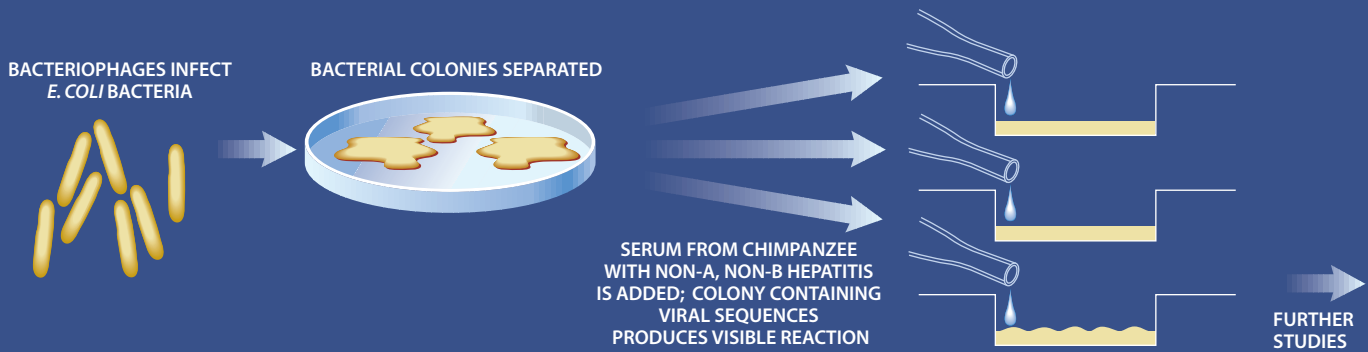 BACTERIOPHAGES INFECT
E. COLI BACTERIA
BACTERIAL COLONIES SEPARATED
SERUM FROM CHIMPANZEE
WITH NON-A, NON-B HEPATITIS
IS ADDED; COLONY CONTAINING
VIRAL SEQUENCES
PRODUCES VISIBLE REACTION
FURTHER
STUDIES